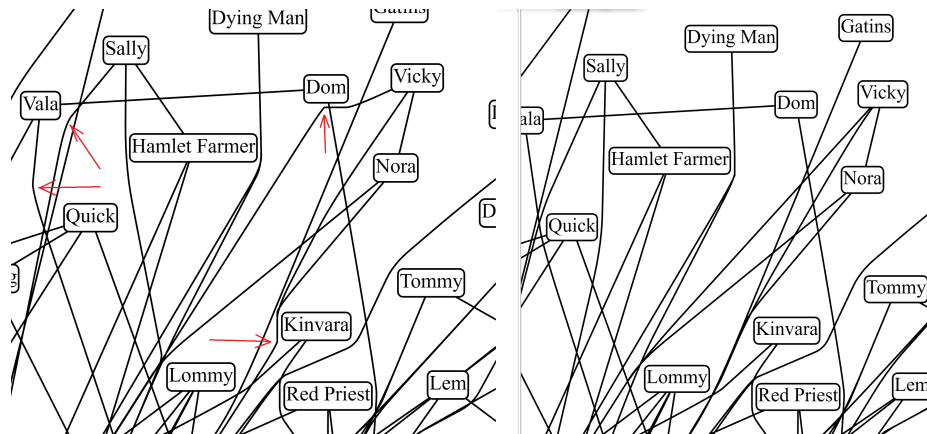 Dying Man
Gatins
Sally
Vicky
Dom
Vala
Hamlet Farmer
Nora
Quick
Tommy
Kinvara
Lommy
Red Priest
Lem
Gatins
Dying Man
Sally
Vicky
Dom
ala
Hamlet Farmer
Nora
Quick
Tommy
Kinvara
Lommy
Red Priest
Lem